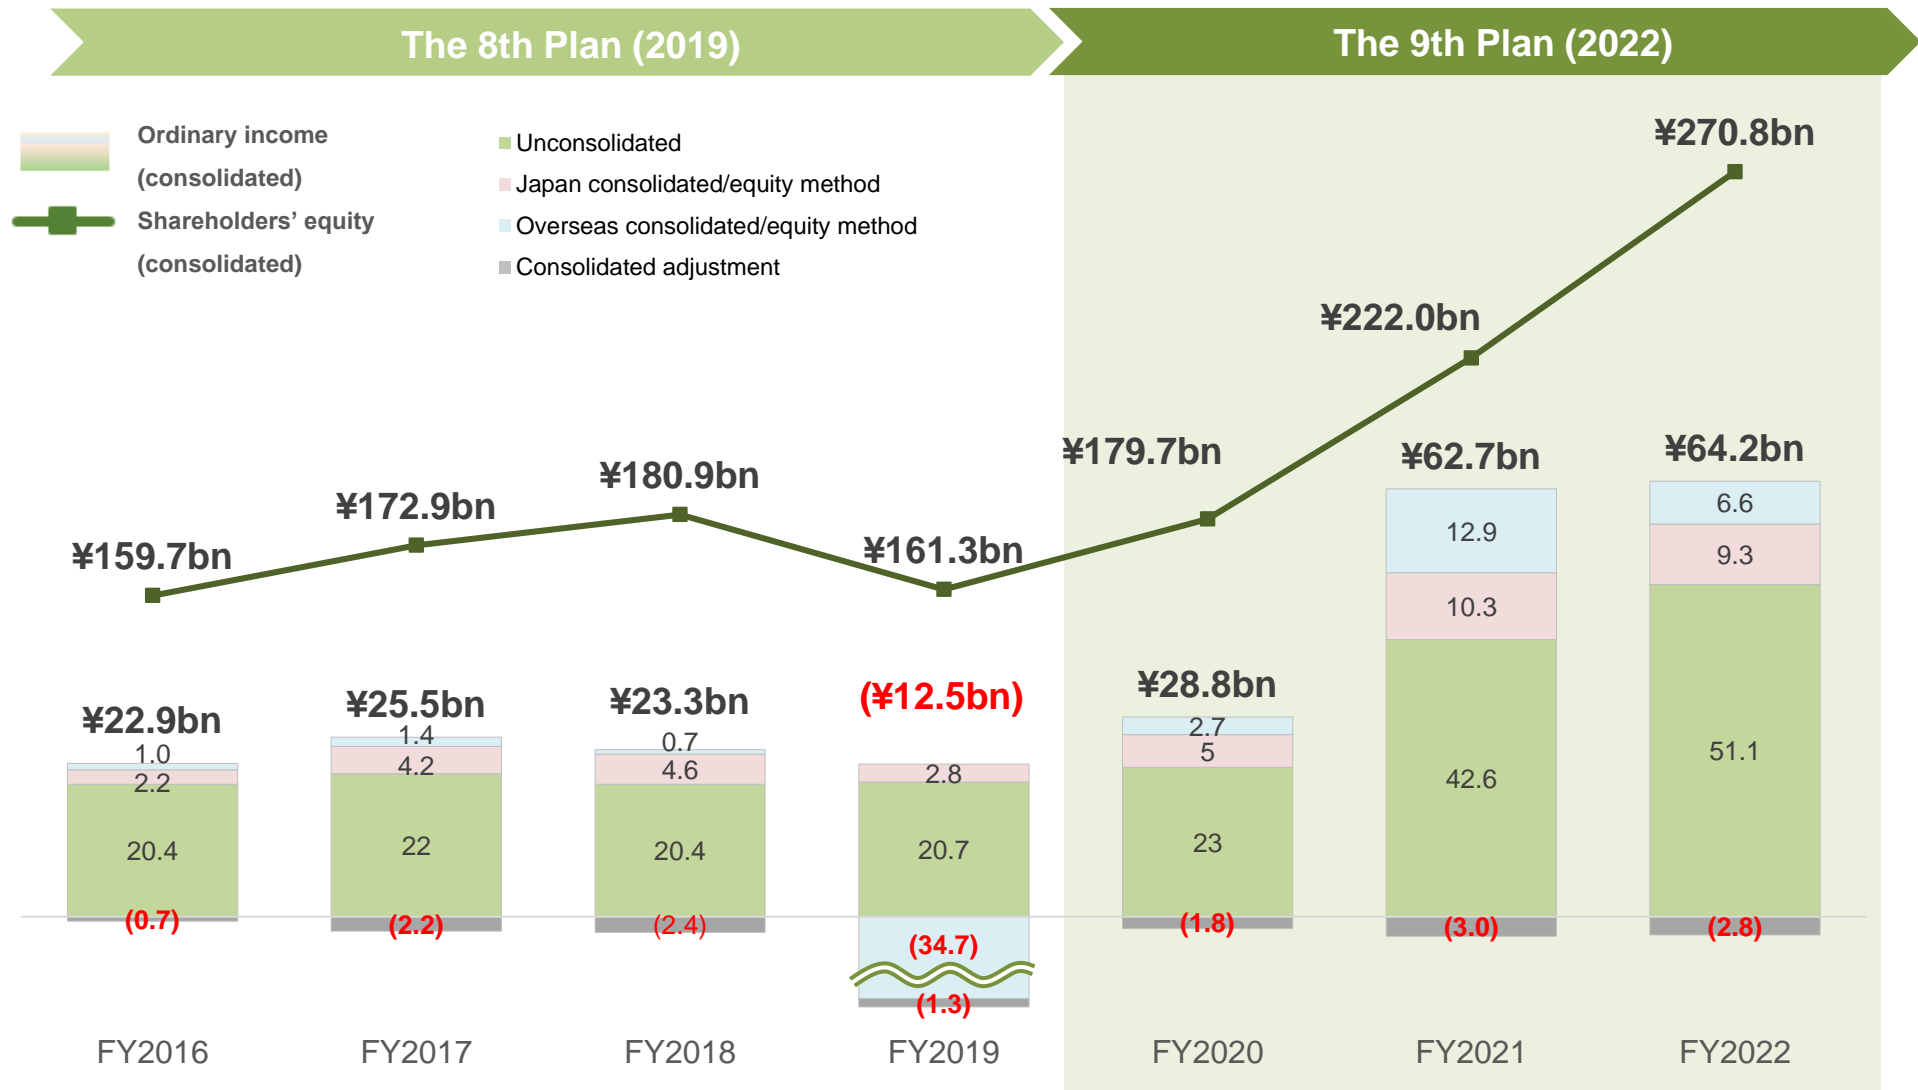 The 8th Plan (2019)
The 9th Plan (2022)
Ordinary income
(consolidated)
Shareholders’ equity
(consolidated)
Unconsolidated
Japan consolidated/equity method
Overseas consolidated/equity method
Consolidated adjustment
¥159.7bn
¥172.9bn
¥180.9bn
¥161.3bn
¥179.7bn
¥222.0bn
¥270.8bn
¥22.9bn
¥25.5bn
¥23.3bn
(¥12.5bn)
¥28.8bn
¥62.7bn
¥64.2bn
1.0
2.2
20.4
(0.7)
1.4
4.2
22
(2.2)
0.7
4.6
20.4
(2.4)
2.8
20.7
(34.7)
(1.3)
2.7
5
23
(1.8)
12.9
10.3
42.6
(3.0)
6.6
9.3
51.1
(2.8)
FY2016
FY2017
FY2018
FY2019
FY2020
FY2021
FY2022